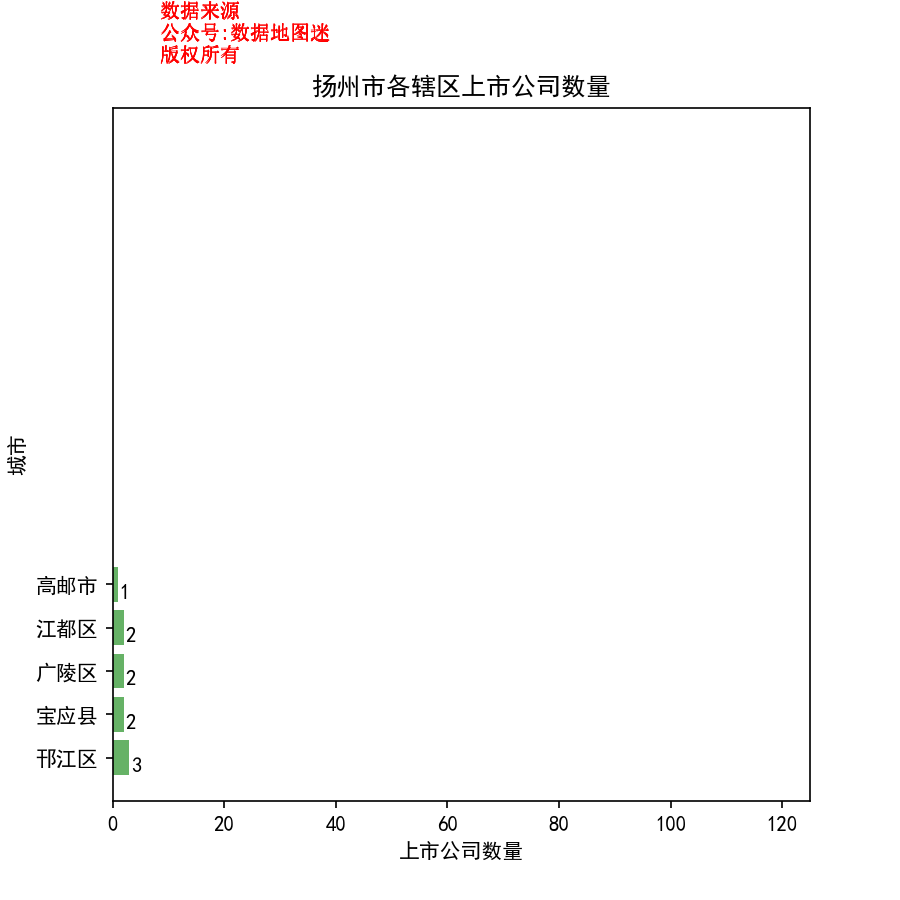 数据来源
公众号:数据地图迷
版权所有
扬州市各辖区上市公司数量
城市
高邮市 1
江都区 2
广陵区 2
宝应县 2
邗江区 3
0 20 40 60 80 100 120
上市公司数量